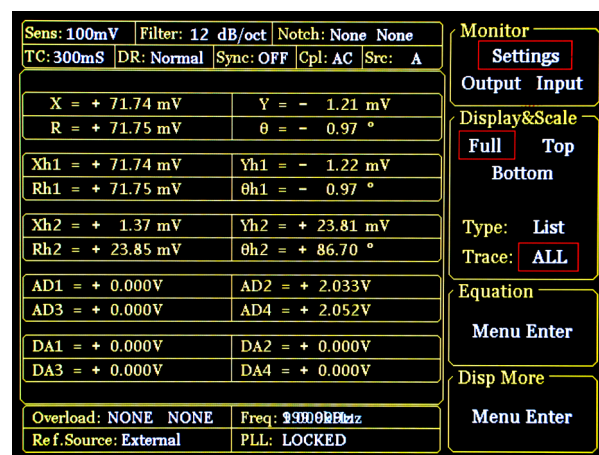 Sens: 100mV Filter: 12 dB/oct Notch: None None
TC: 300mS DR: Normal Sync: OFF Cpl: AC Src: A
X = + 71.74 mV Y = - 1.21 mV
R = + 71.75 mV θ = - 0.97 °
Xh1 = + 71.74 mV Yh1 = - 1.22 mV
Rh1 = + 71.75 mV θh1 = - 0.97 °
Xh2 = + 1.37 mV Yh2 = + 23.81 mV
Rh2 = + 23.85 mV θh2 = + 86.70 °
AD1 = + 0.000V AD2 = + 2.033V
AD3 = + 0.000V AD4 = + 2.052V
DA1 = + 0.000V DA2 = + 0.000V
DA3 = + 0.000V DA4 = + 0.000V
Overload: NONE NONE Freq:
Ref.Source: External PLL: LOCKED
Monitor
Settings
Output Input
Display&Scale
Full Top
Bottom
Type: List
Trace: ALL
Equation
Menu Enter
Disp More
Menu Enter